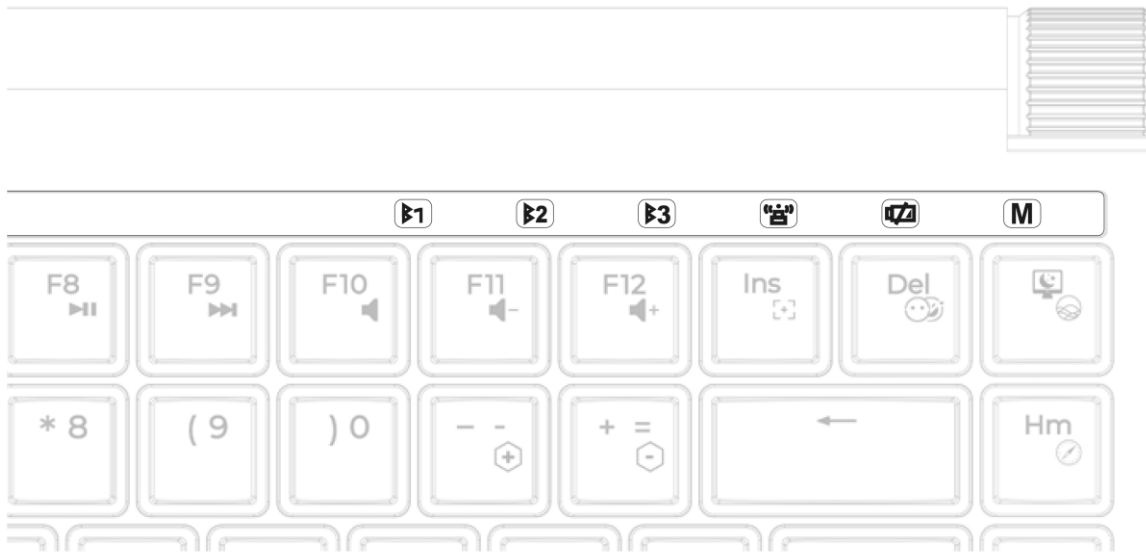 1 2 3 M
F8 F9 F10 F11 - F12 + Ins Del
* 8 ( 9 ) 0 _ - + = ← Hm
+ -